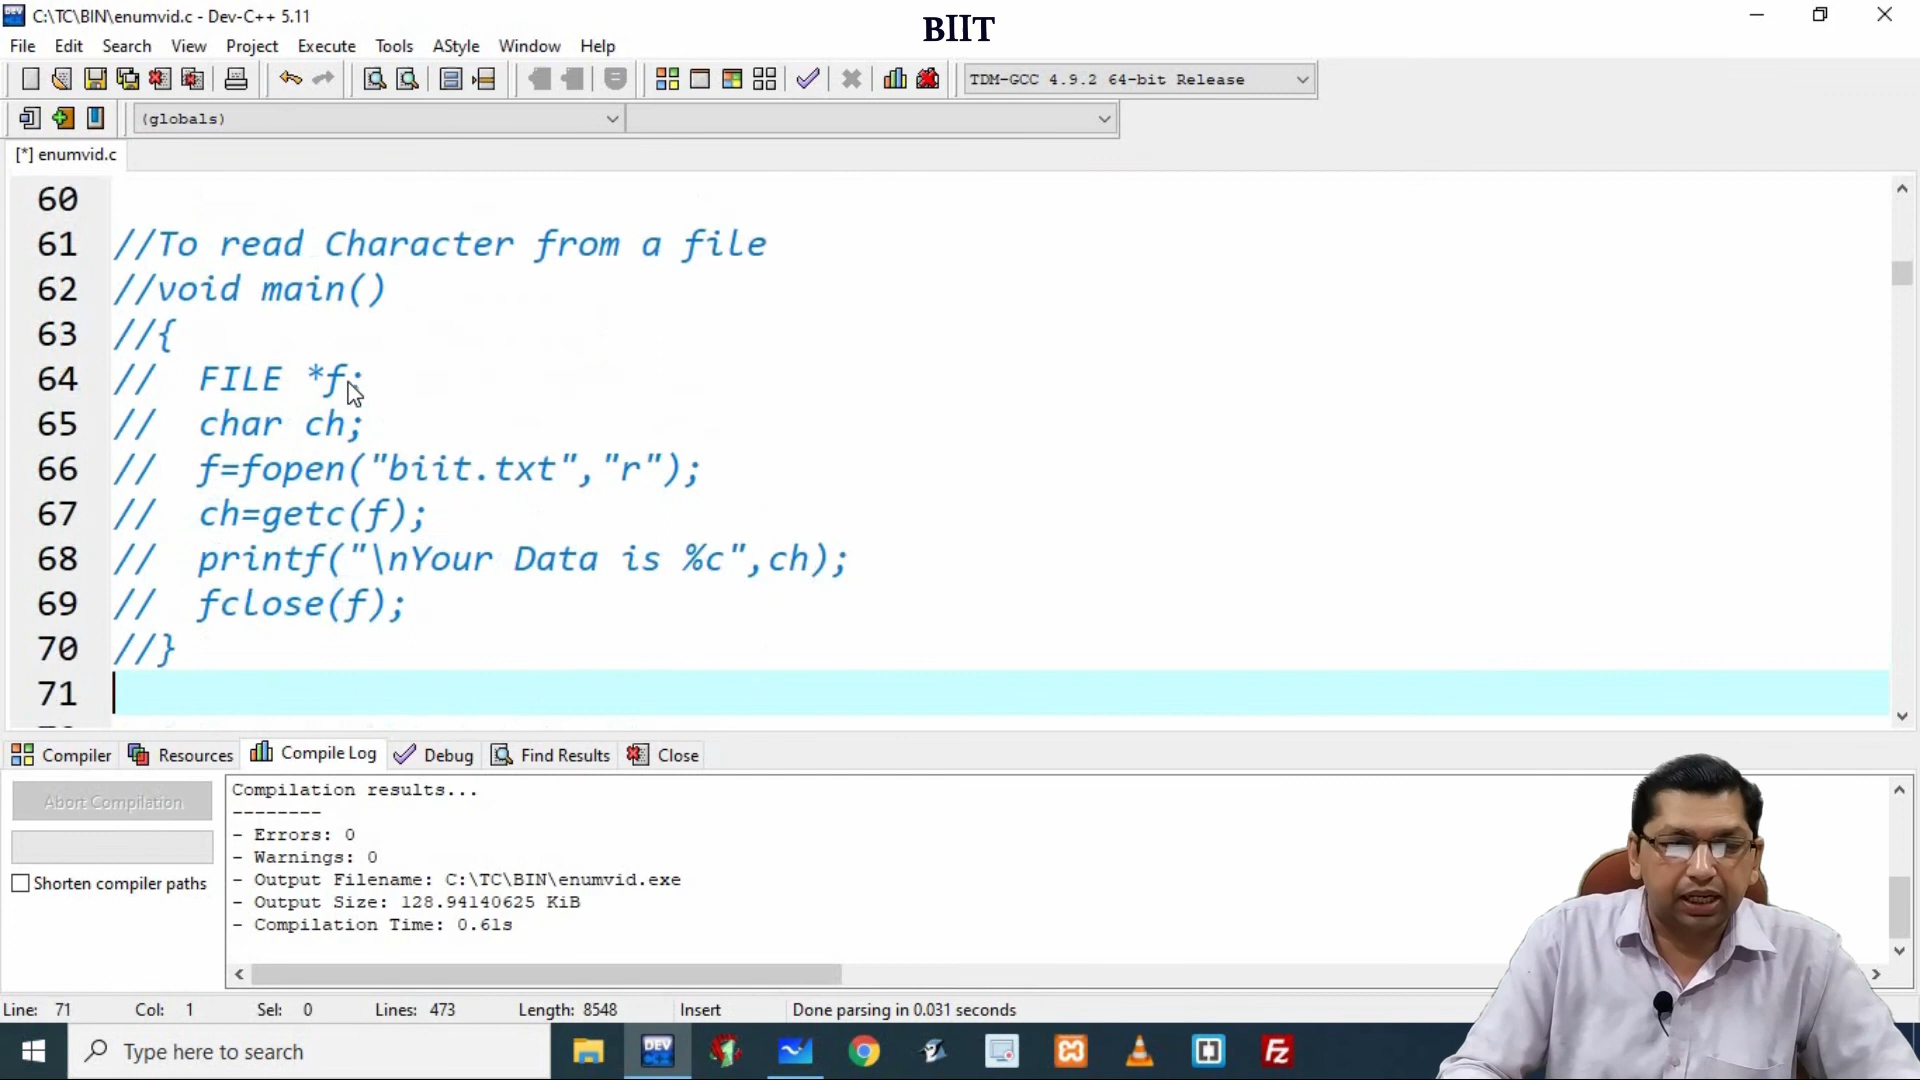 C:\TC\BIN\enumvid.c - Dev-C++ 5.11
BIIT
File Edit Search View Project Execute Tools AStyle Window Help
TDM-GCC 4.9.2 64-bit Release
(globals)
[*] enumvid.c
60
61 //To read Character from a file
62 //void main()
63 //{
64 // FILE *f;
65 // char ch;
66 // f=fopen("biit.txt","r");
67 // ch=getc(f);
68 // printf("\nYour Data is %c",ch);
69 // fclose(f);
70 //}
71
Compiler Resources Compile Log Debug Find Results Close
Abort Compilation
Shorten compiler paths
Compilation results...
--------
- Errors: 0
- Warnings: 0
- Output Filename: C:\TC\BIN\enumvid.exe
- Output Size: 128.94140625 KiB
- Compilation Time: 0.61s
Line: 71 Col: 1 Sel: 0 Lines: 473 Length: 8548 Insert Done parsing in 0.031 seconds
Type here to search
DEV
Fz